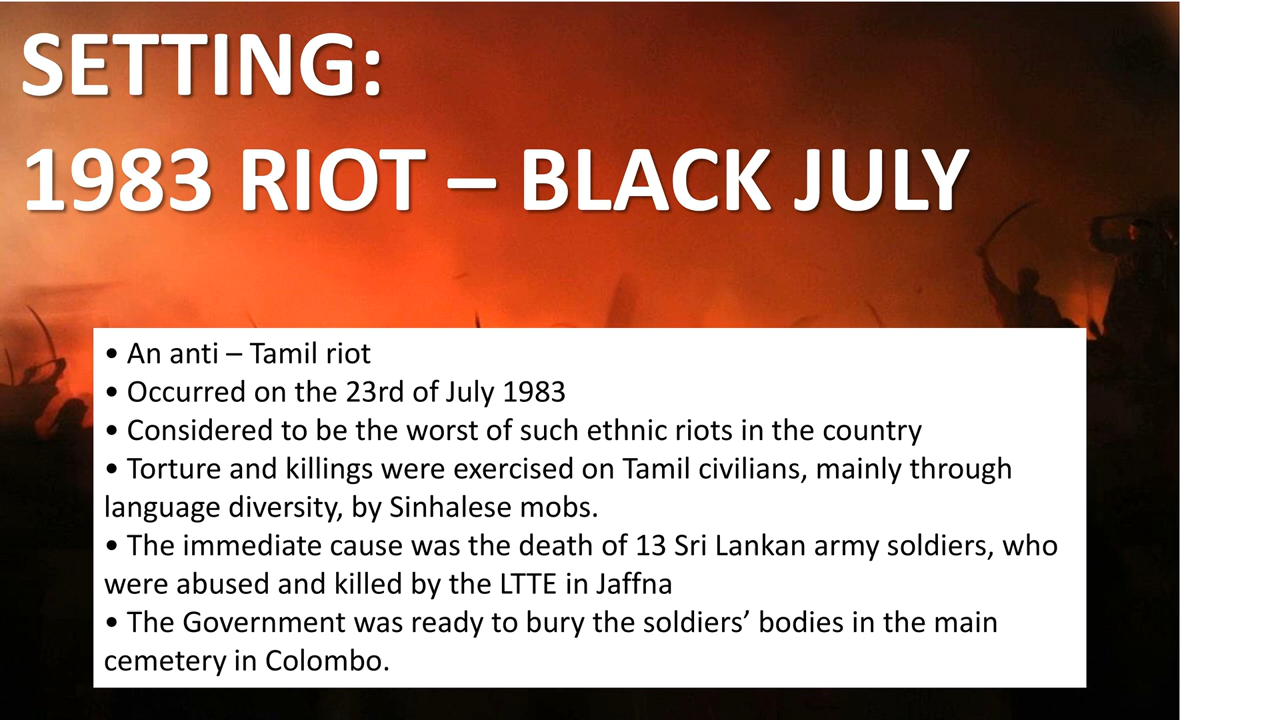 SETTING:
1983 RIOT – BLACK JULY
• An anti – Tamil riot
• Occurred on the 23rd of July 1983
• Considered to be the worst of such ethnic riots in the country
• Torture and killings were exercised on Tamil civilians, mainly through
language diversity, by Sinhalese mobs.
• The immediate cause was the death of 13 Sri Lankan army soldiers, who
were abused and killed by the LTTE in Jaffna
• The Government was ready to bury the soldiers’ bodies in the main
cemetery in Colombo.